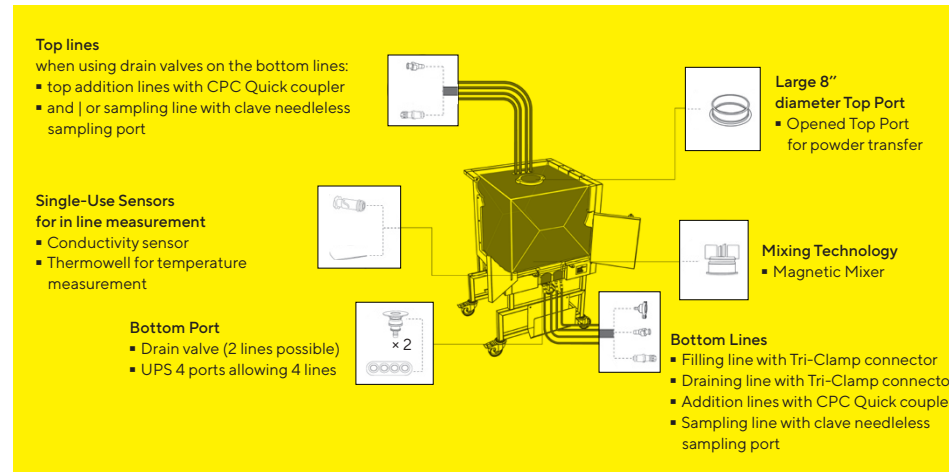 Top lines
when using drain valves on the bottom lines:
▪ top addition lines with CPC Quick coupler
▪ and | or sampling line with clave needleless
sampling port
Large 8″
diameter Top Port
▪ Opened Top Port
for powder transfer
Single-Use Sensors
for in line measurement
▪ Conductivity sensor
▪ Thermowell for temperature
measurement
Mixing Technology
▪ Magnetic Mixer
Bottom Port
▪ Drain valve (2 lines possible)
▪ UPS 4 ports allowing 4 lines
× 2
Bottom Lines
▪ Filling line with Tri-Clamp connector
▪ Draining line with Tri-Clamp connecto
▪ Addition lines with CPC Quick couple
▪ Sampling line with clave needleless
sampling port